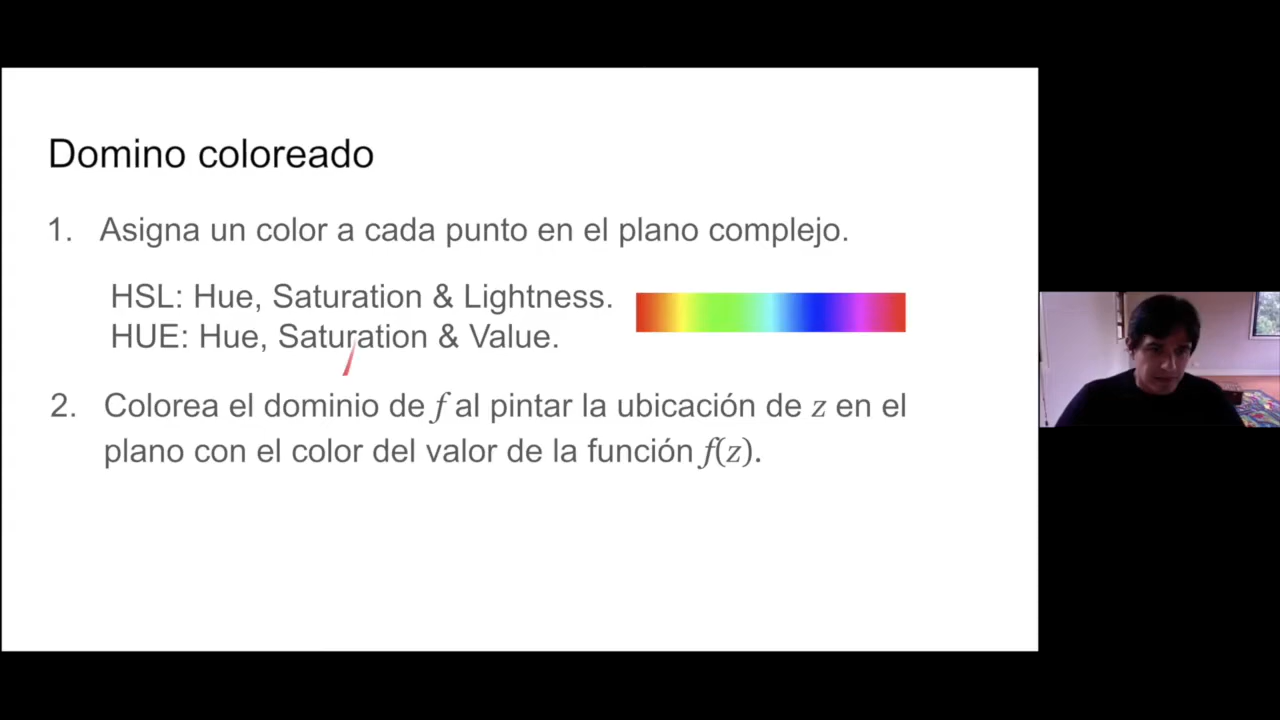 Domino coloreado
1. Asigna un color a cada punto en el plano complejo.
HSL: Hue, Saturation & Lightness.
HUE: Hue, Saturation & Value.
2. Colorea el dominio de f al pintar la ubicación de z en el
plano con el color del valor de la función f(z).